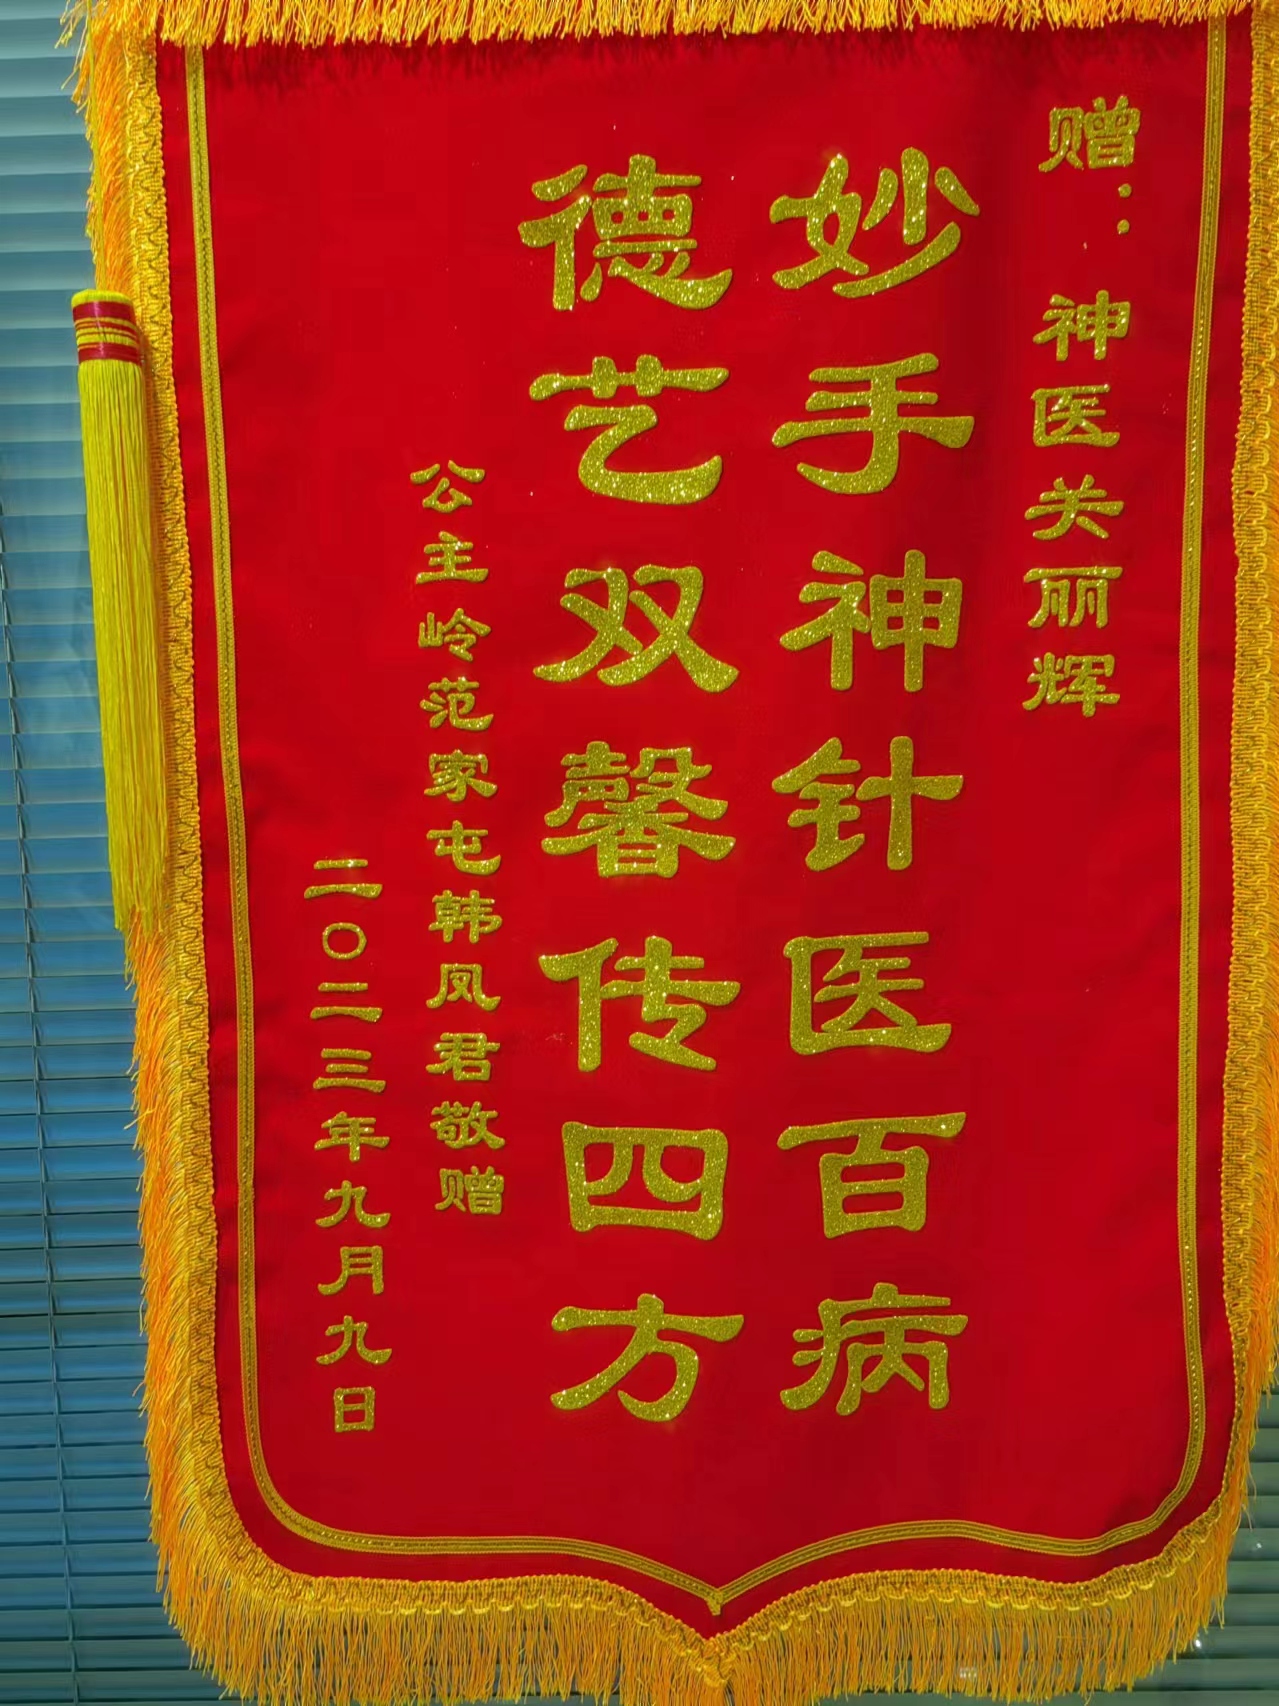 赠：神医关丽辉
妙手神针医百病
德艺双馨传四方
公主岭范家屯韩凤君敬赠
二〇二三年九月九日